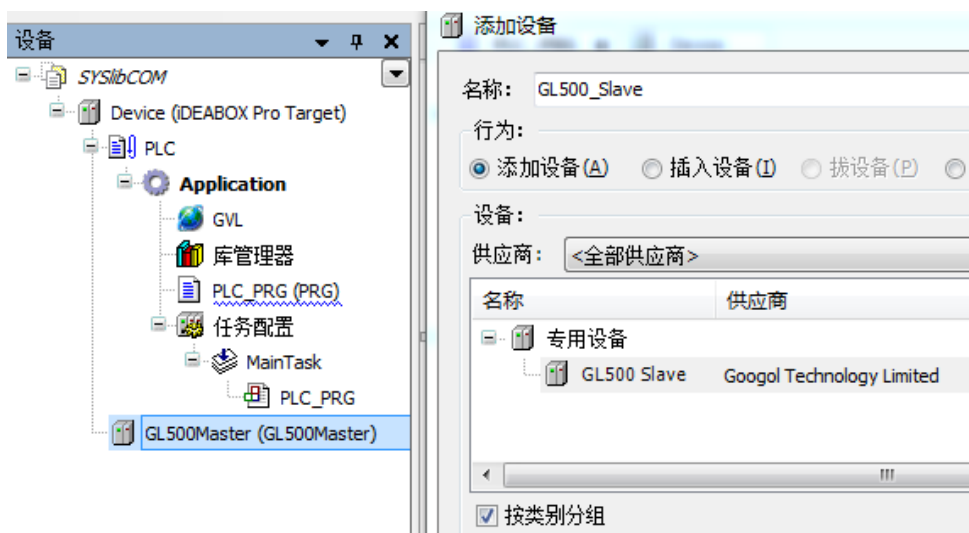 设备
SYSlibCOM
Device (iDEABOX Pro Target)
PLC
Application
GVL
库管理器
PLC_PRG (PRG)
任务配置
MainTask
PLC_PRG
GL500Master (GL500Master)
添加设备
名称： GL500_Slave
行为：
添加设备(A) 插入设备(I) 拔设备(P)
设备：
供应商： <全部供应商>
名称 供应商
专用设备
GL500 Slave Googol Technology Limited
按类别分组